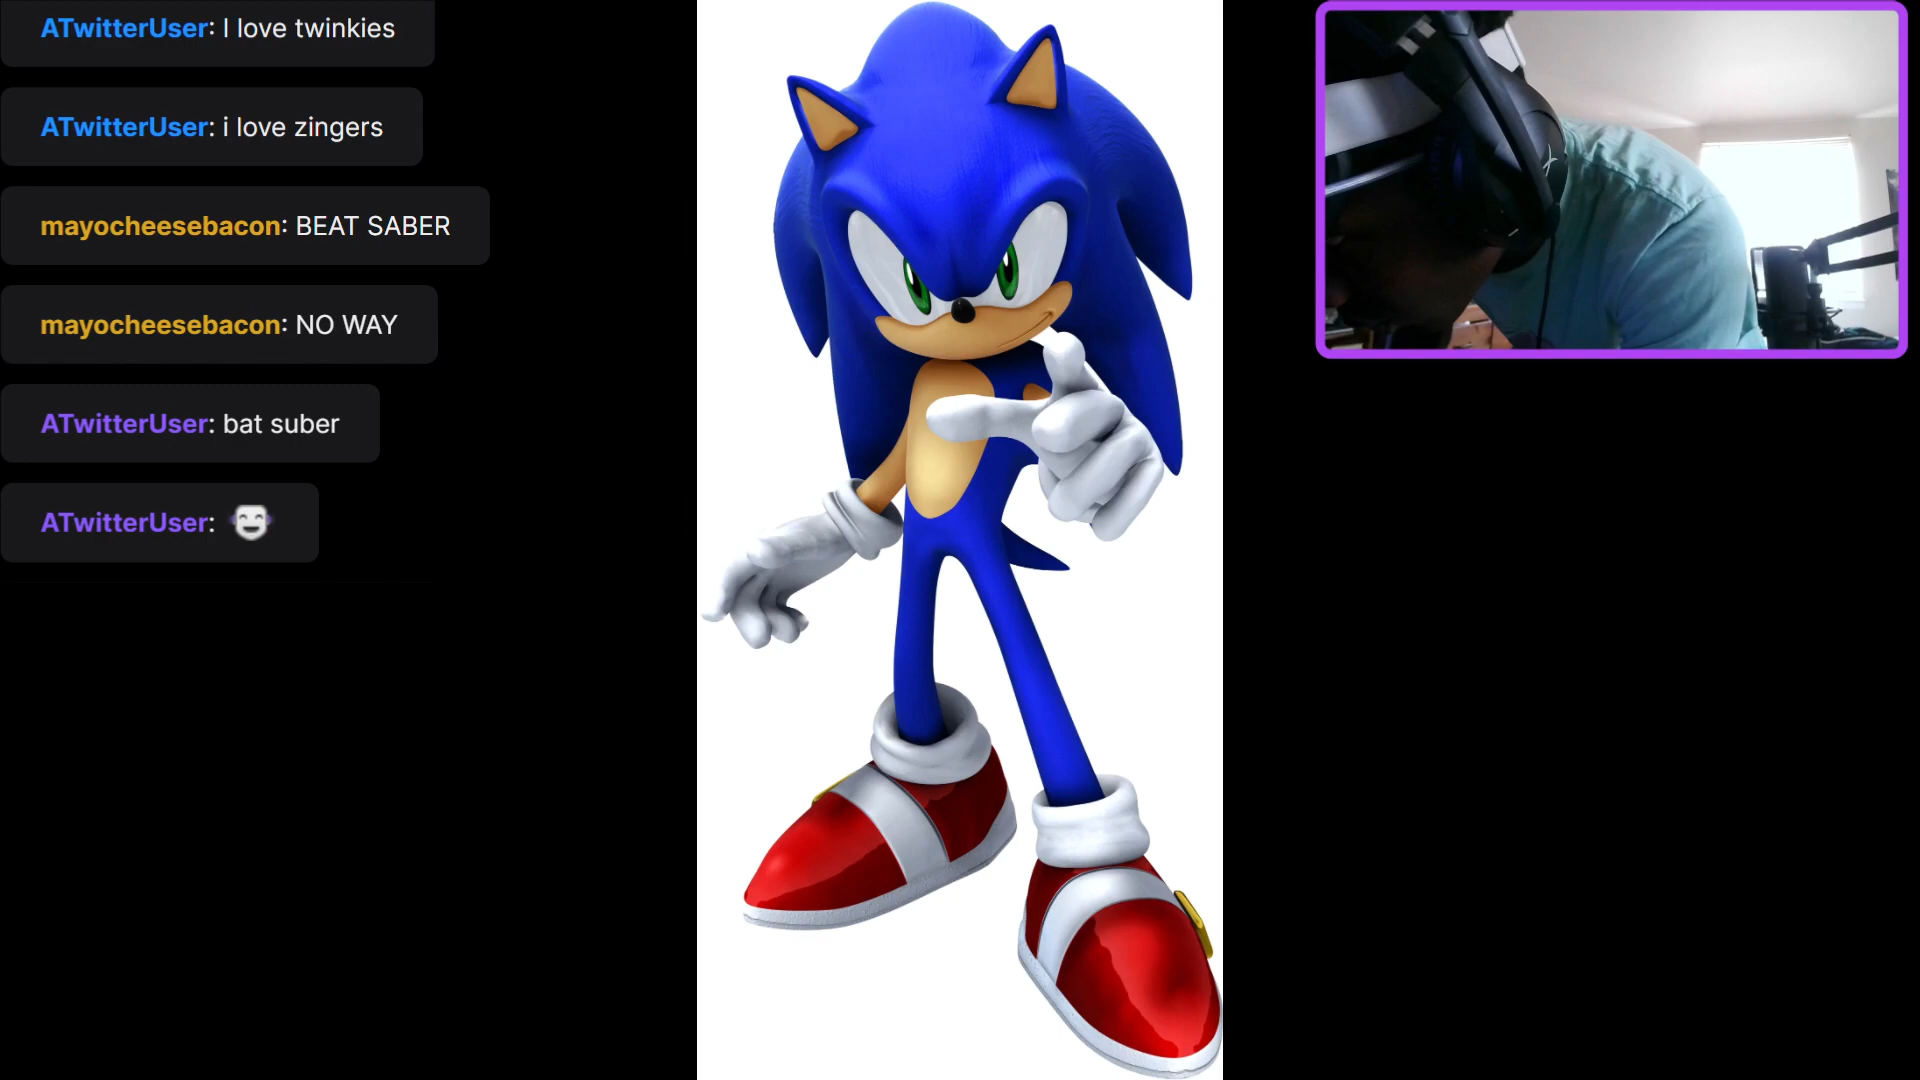 ATwitterUser: I love twinkies
ATwitterUser: i love zingers
mayocheesebacon: BEAT SABER
mayocheesebacon: NO WAY
ATwitterUser: bat suber
ATwitterUser: